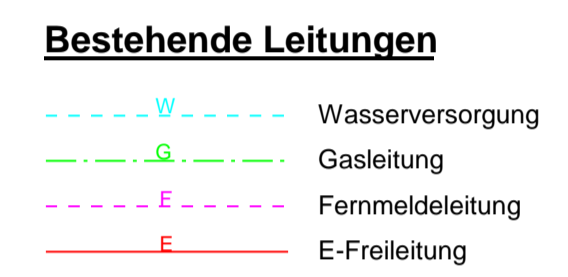 Bestehende Leitungen
W Wasserversorgung
G Gasleitung
F Fernmeldeleitung
E E-Freileitung